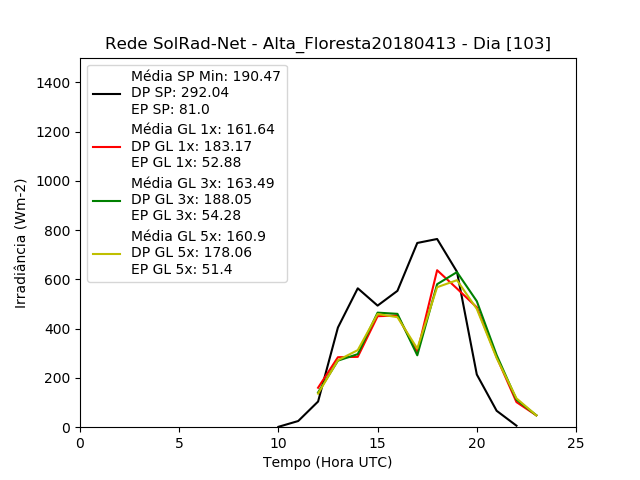 Rede SolRad-Net - Alta_Floresta20180413 - Dia [103]
Média SP Min: 190.47
DP SP: 292.04
EP SP: 81.0
Média GL 1x: 161.64
DP GL 1x: 183.17
EP GL 1x: 52.88
Média GL 3x: 163.49
DP GL 3x: 188.05
EP GL 3x: 54.28
Média GL 5x: 160.9
DP GL 5x: 178.06
EP GL 5x: 51.4
Irradiância (Wm-2)
1400
1200
1000
800
600
400
200
0
0 5 10 15 20 25
Tempo (Hora UTC)